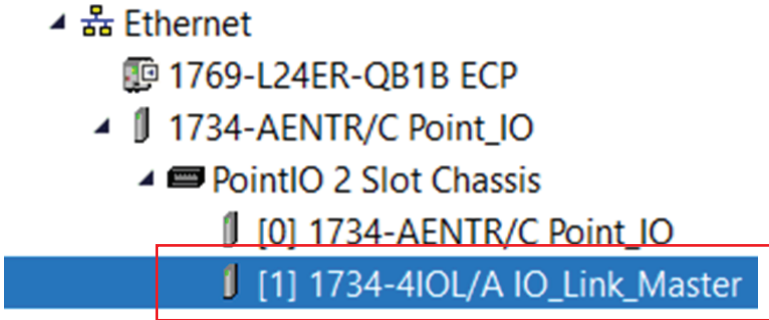 Ethernet
1769-L24ER-QB1B ECP
1734-AENTR/C Point_IO
PointIO 2 Slot Chassis
[0] 1734-AENTR/C Point_IO
[1] 1734-4IOL/A IO_Link_Master